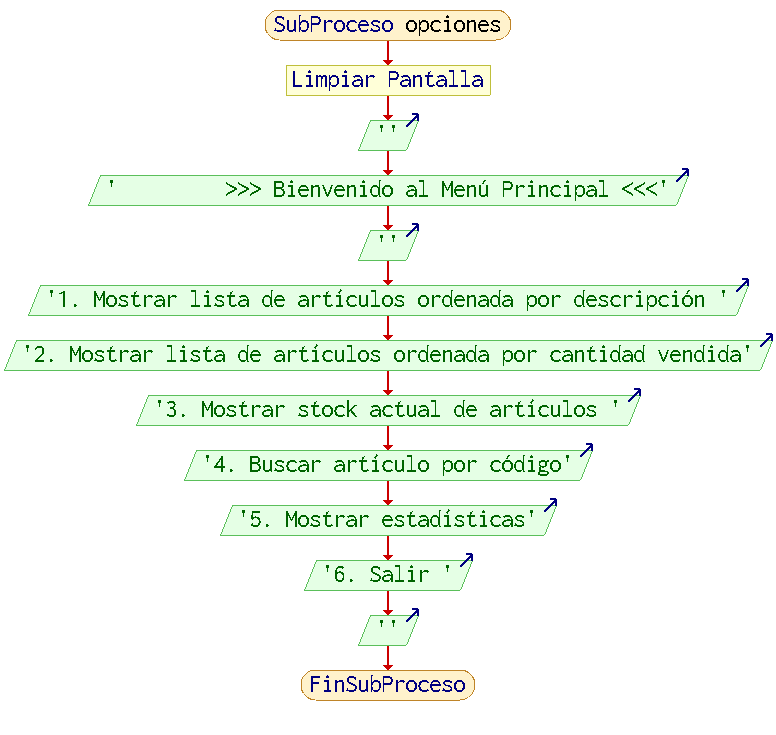 SubProceso opciones
Limpiar Pantalla
''
'         >>> Bienvenido al Menú Principal <<<'
''
'1. Mostrar lista de artículos ordenada por descripción '
'2. Mostrar lista de artículos ordenada por cantidad vendida'
'3. Mostrar stock actual de artículos '
'4. Buscar artículo por código'
'5. Mostrar estadísticas'
'6. Salir '
''
FinSubProceso